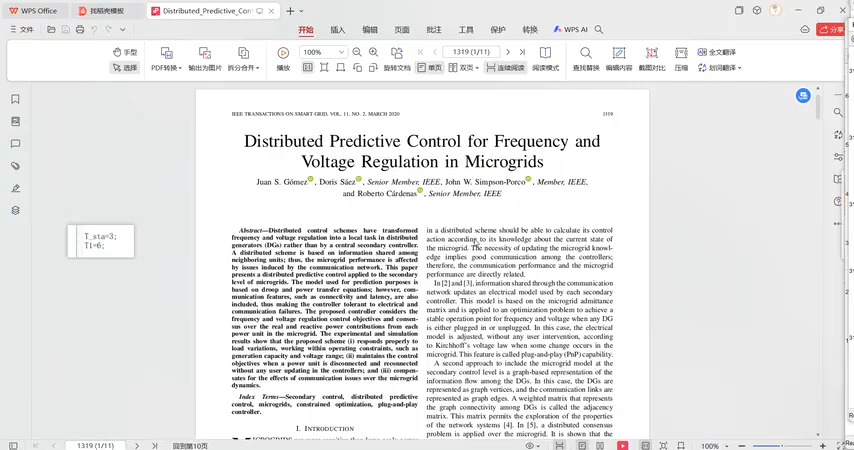 WPS Office
找稻壳模板
Distributed_Predictive_Cont
文件
开始
插入
编辑
页面
批注
工具
保护
转换
WPS AI
分享
手型
选择
PDF转换
输出为图片
拆分合并
播放
100%
旋转文档
1319 (1/11)
单页
双页
连续阅读
阅读模式
查找替换
编辑内容
截图对比
压缩
全文翻译
划词翻译
T_sta=3;
Tl=6;
IEEE TRANSACTIONS ON SMART GRID, VOL. 11, NO. 2, MARCH 2020
1319
Distributed Predictive Control for Frequency and
Voltage Regulation in Microgrids
Juan S. Gómez, Doris Sáez, Senior Member, IEEE, John W. Simpson-Porco, Member, IEEE,
and Roberto Cárdenas, Senior Member, IEEE
Abstract—Distributed control schemes have transformed
frequency and voltage regulation into a local task in distributed
generators (DGs) rather than by a central secondary controller.
A distributed scheme is based on information shared among
neighboring units; thus, the microgrid performance is affected
by issues induced by the communication network. This paper
presents a distributed predictive control applied to the secondary
level of microgrids. The model used for prediction purposes is
based on droop and power transfer equations; however, com-
munication features, such as connectivity and latency, are also
included, thus making the controller tolerant to electrical and
communication failures. The proposed controller considers the
frequency and voltage regulation control objectives and consen-
sus over the real and reactive power contributions from each
power unit in the microgrid. The experimental and simulation
results show that the proposed scheme (i) responds properly to
load variations, working within operating constraints, such as
generation capacity and voltage range; (ii) maintains the control
objectives when a power unit is disconnected and reconnected
without any user updating in the controllers; and (iii) compen-
sates for the effects of communication issues over the microgrid
dynamics.
Index Terms—Secondary control, distributed predictive
control, microgrids, constrained optimization, plug-and-play
controller.
I. INTRODUCTION
in a distributed scheme should be able to calculate its control
action according to its knowledge about the current state of
the microgrid. The necessity of updating the microgrid knowl-
edge implies good communication among the controllers;
therefore, the communication performance and the microgrid
performance are directly related.
In [2] and [3], information shared through the communication
network updates an electrical model used by each secondary
controller. This model is based on the microgrid admittance
matrix and is applied to an optimization problem to achieve a
stable operation point for frequency and voltage when any DG
is either plugged in or unplugged. In this case, the electrical
model is adjusted, without any user intervention, according
to Kirchhoff's voltage law when some change occurs in the
microgrid. This feature is called plug-and-play (PnP) capability.
A second approach to include the microgrid model at the
secondary control level is a graph-based representation of the
information flow among the DGs. In this case, the DGs are
represented as graph vertices, and the communication links are
represented as graph edges. A weighted matrix that represents
the graph connectivity among DGs is called the adjacency
matrix. This matrix permits the exploration of the properties
of the network systems [4]. In [5], a distributed consensus
problem is applied over the microgrid. It is shown that the
1319 (1/11)
回到第10页
100%